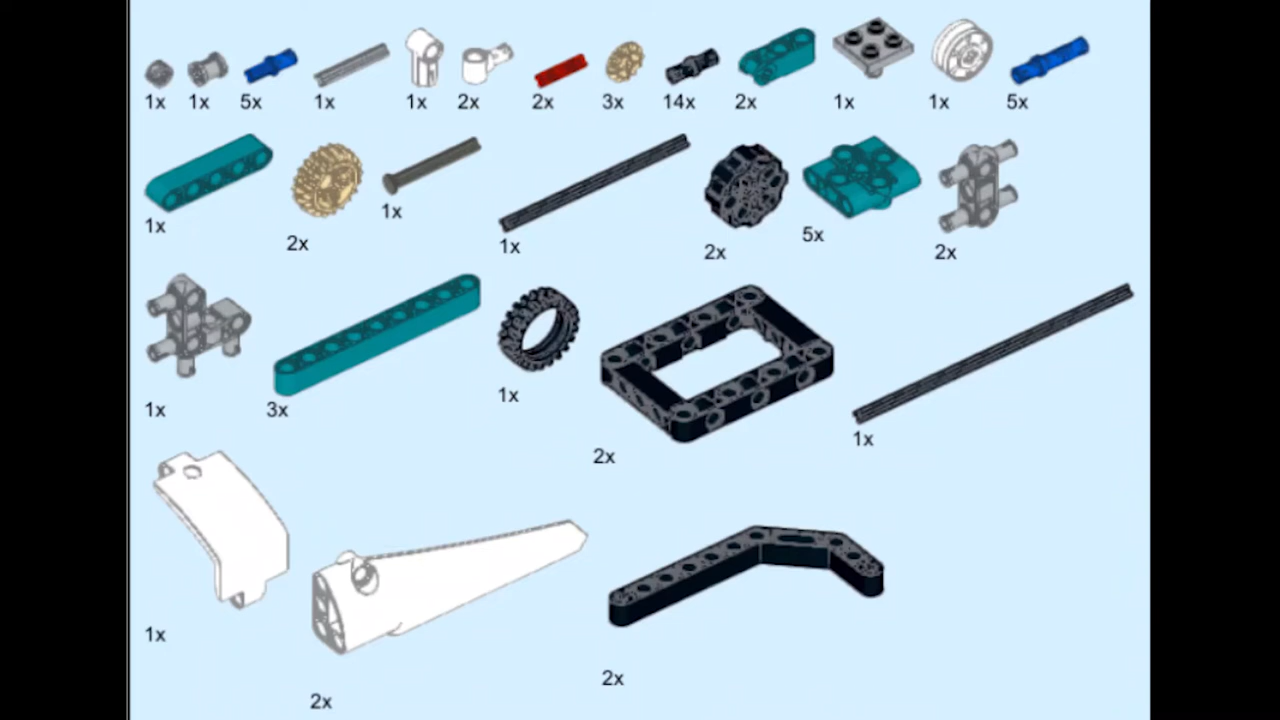 1x 1x 5x 1x 1x 2x 2x 3x 14x 2x 1x 1x 5x
1x 2x 1x 1x 2x 5x 2x
1x 3x 1x 2x 1x
1x 2x 2x